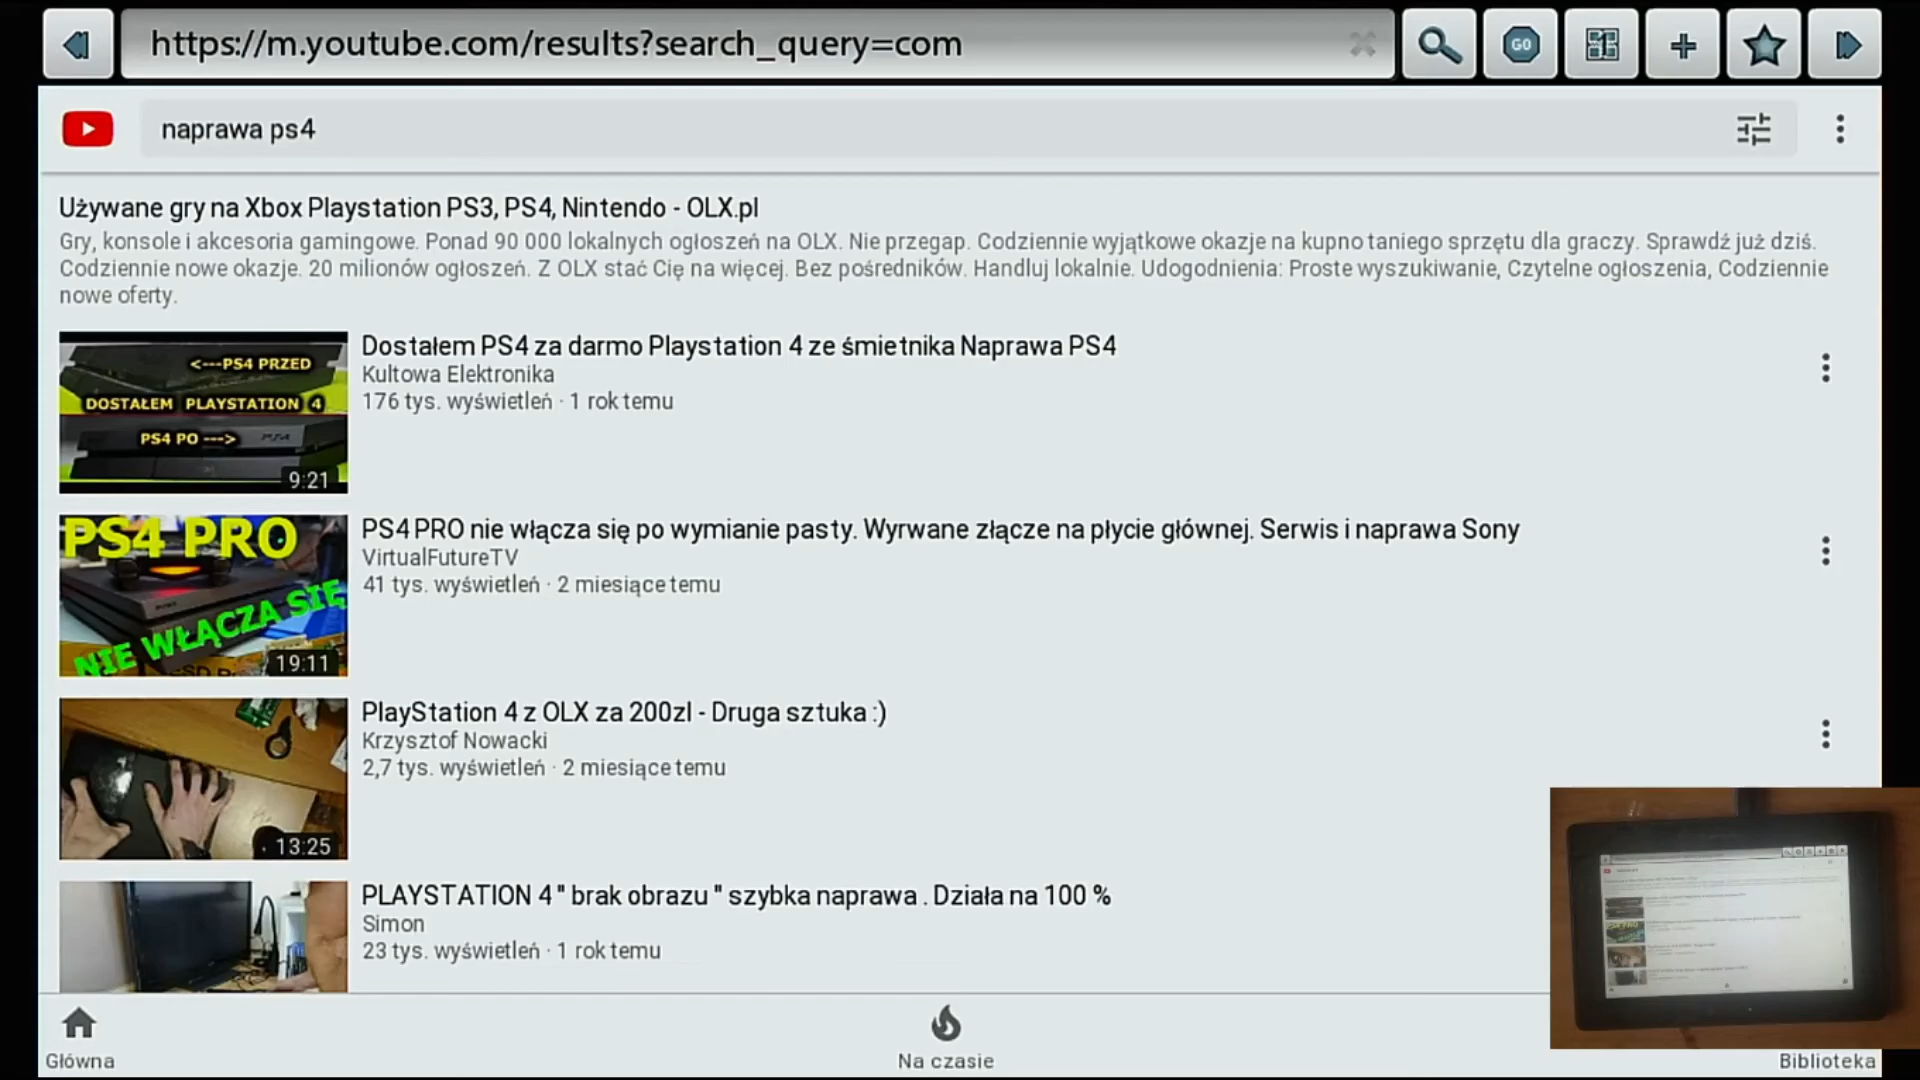 https://m.youtube.com/results?search_query=com
GO
1
naprawa ps4
Używane gry na Xbox Playstation PS3, PS4, Nintendo - OLX.pl
Gry, konsole i akcesoria gamingowe. Ponad 90 000 lokalnych ogłoszeń na OLX. Nie przegap. Codziennie wyjątkowe okazje na kupno taniego sprzętu dla graczy. Sprawdź już dziś.
Codziennie nowe okazje. 20 milionów ogłoszeń. Z OLX stać Cię na więcej. Bez pośredników. Handluj lokalnie. Udogodnienia: Proste wyszukiwanie, Czytelne ogłoszenia, Codziennie
nowe oferty.
<---PS4 PRZED
DOSTAŁEM PLAYSTATION 4
PS4 PO --->
PS4
9:21
Dostałem PS4 za darmo Playstation 4 ze śmietnika Naprawa PS4
Kultowa Elektronika
176 tys. wyświetleń · 1 rok temu
PS4 PRO
NIE WŁĄCZA SIĘ
19:11
PS4 PRO nie włącza się po wymianie pasty. Wyrwane złącze na płycie głównej. Serwis i naprawa Sony
VirtualFutureTV
41 tys. wyświetleń · 2 miesiące temu
13:25
PlayStation 4 z OLX za 200zl - Druga sztuka :)
Krzysztof Nowacki
2,7 tys. wyświetleń · 2 miesiące temu
PLAYSTATION 4 " brak obrazu " szybka naprawa . Działa na 100 %
Simon
23 tys. wyświetleń · 1 rok temu
Główna
Na czasie
Biblioteka